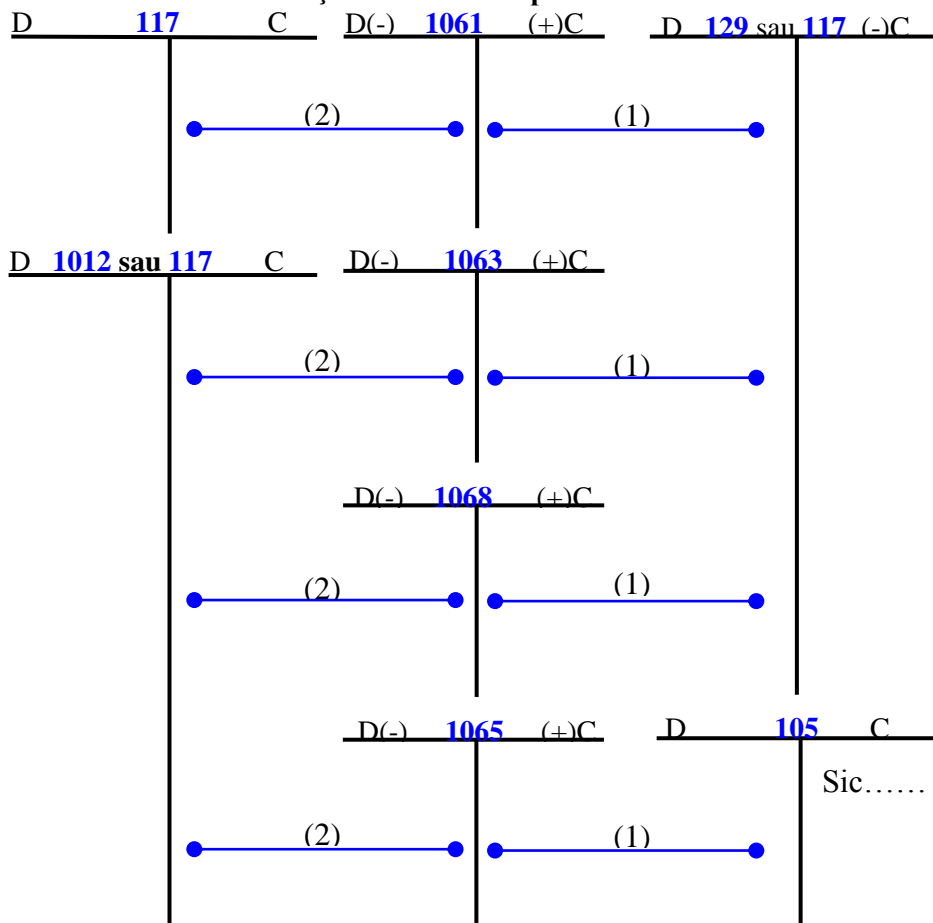 D 117 C D(-) 1061 (+)C D 129 sau 117 (-)C
(2) (1)
D 1012 sau 117 C D(-) 1063 (+)C
(2) (1)
D(-) 1068 (+)C
(2) (1)
D(-) 1065 (+)C D 105 C
Sic……
(2) (1)